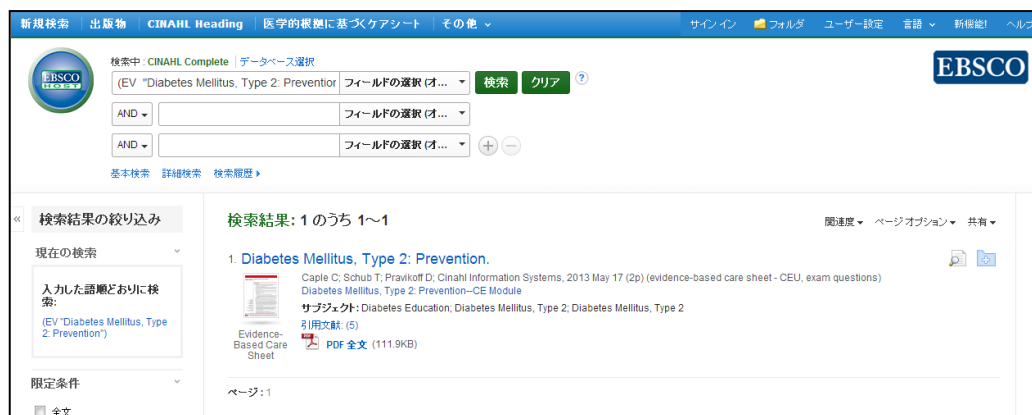 新規検索 出版物 CINAHL Heading 医学的根拠に基づくケアシート その他 サインイン フォルダ ユーザー設定 言語 新機能! ヘルプ
検索中 : CINAHL Complete データベース選択
EBSCO HOST
(EV "Diabetes Mellitus, Type 2: Prevention フィールドの選択 (オ... 検索 クリア ?
EBSCO
AND フィールドの選択 (オ...
AND フィールドの選択 (オ...
基本検索 詳細検索 検索履歴
« 検索結果の絞り込み
現在の検索
入力した語順どおりに検
索:
(EV "Diabetes Mellitus, Type
2: Prevention")
限定条件
全文
検索結果: 1 のうち 1~1
関連度 ページ オプション 共有
1. Diabetes Mellitus, Type 2: Prevention.
Caple C; Schub T; Pravikoff D; Cinahl Information Systems, 2013 May 17 (2p) (evidence-based care sheet - CEU, exam questions)
Diabetes Mellitus, Type 2: Prevention--CE Module
サブジェクト: Diabetes Education; Diabetes Mellitus, Type 2; Diabetes Mellitus, Type 2
引用文献: (5)
Evidence-
Based Care
Sheet
PDF 全文 (111.9KB)
ページ: 1